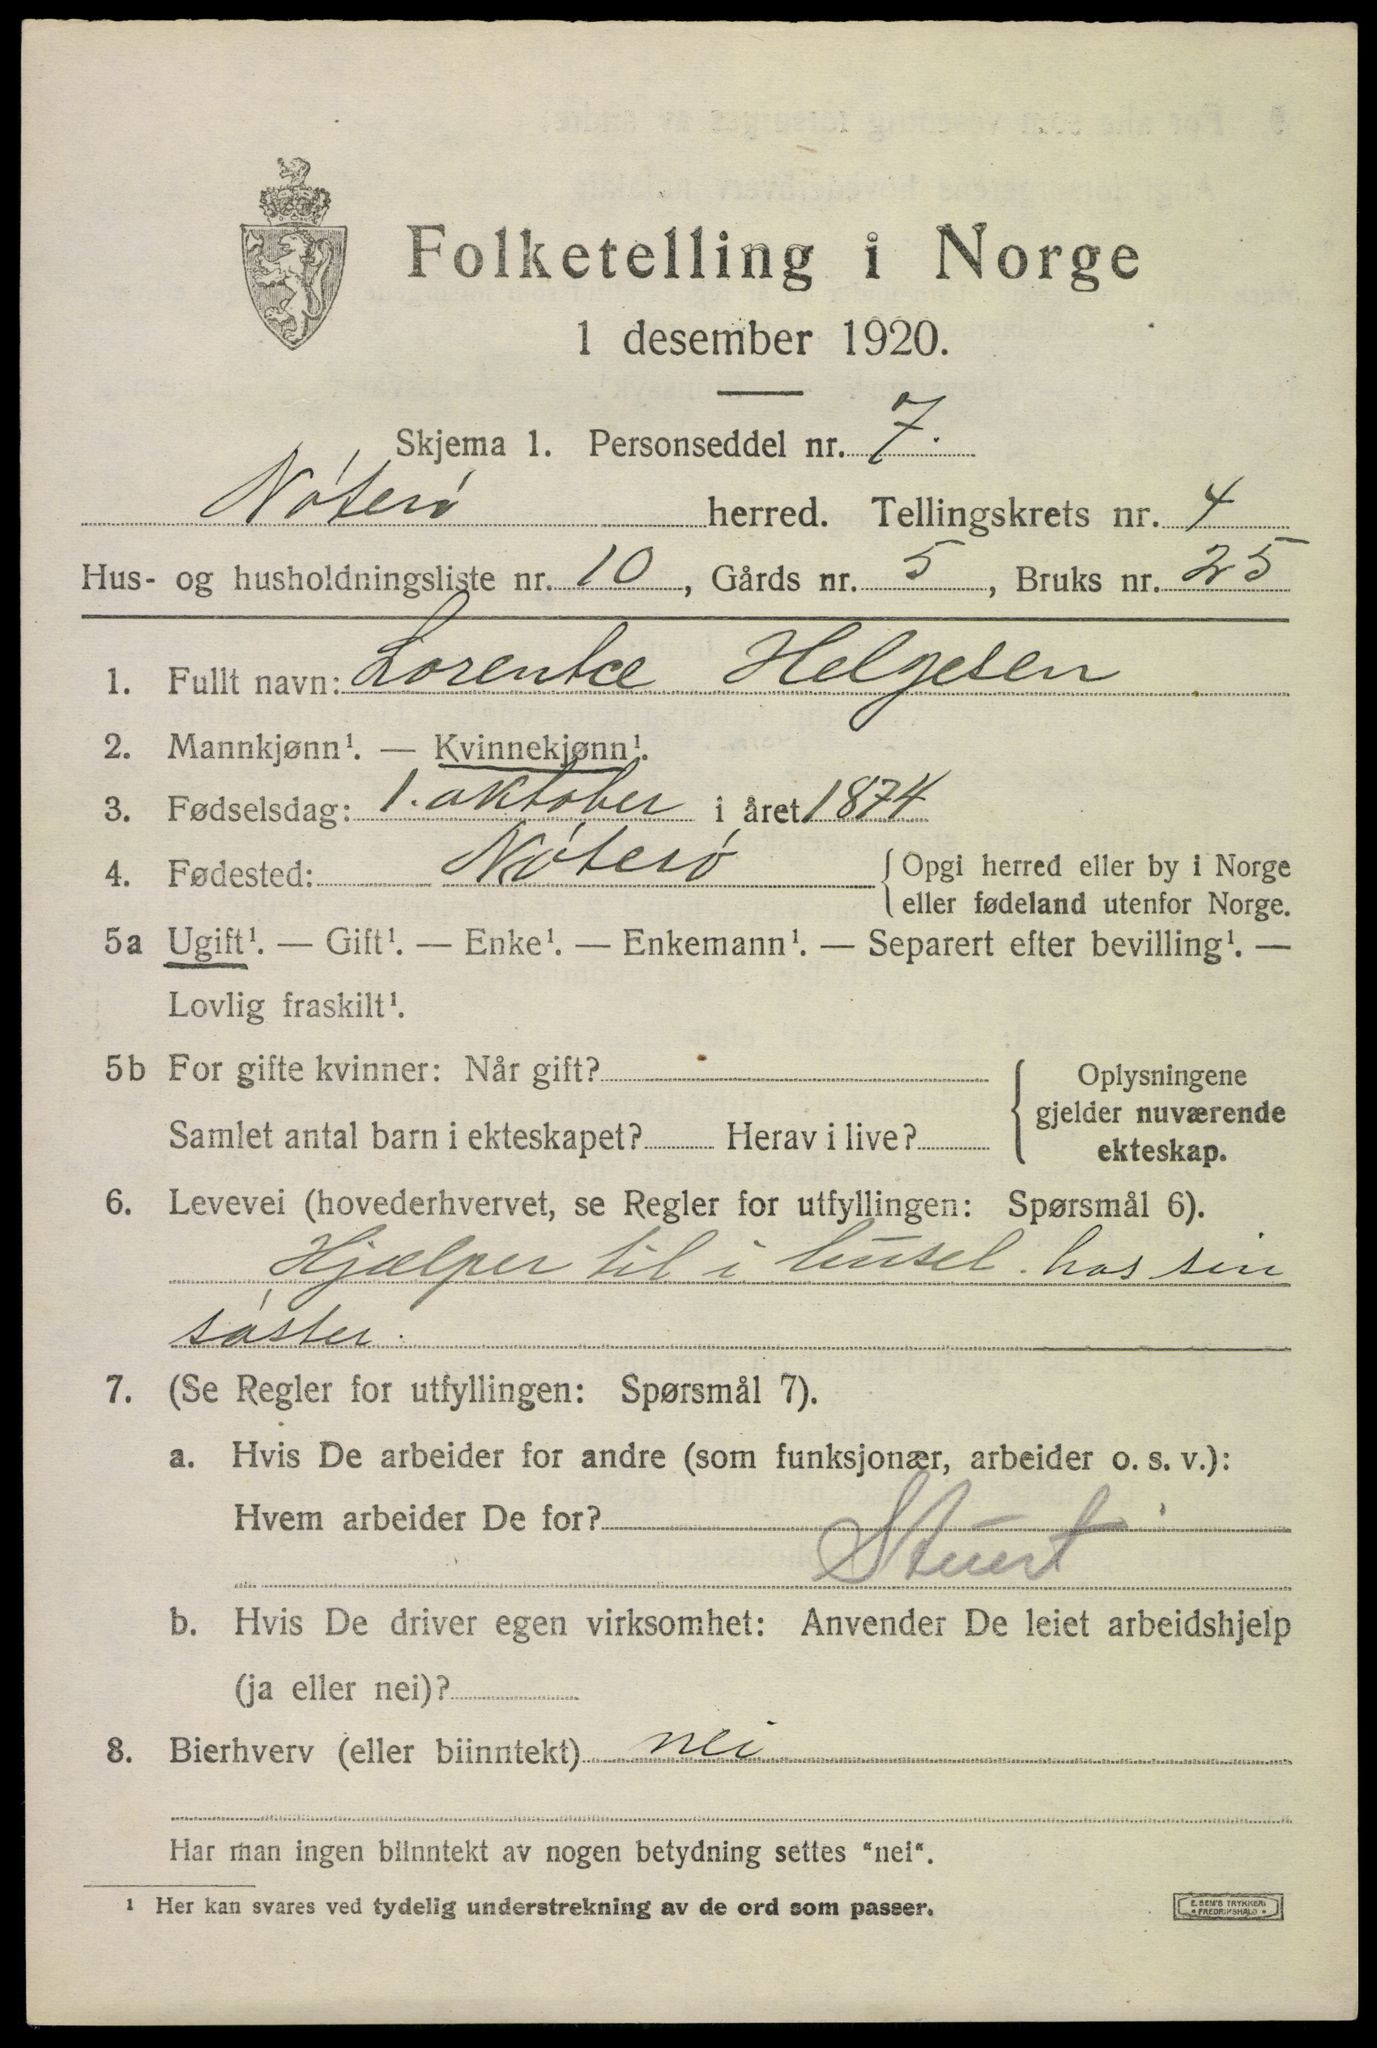 Folketelling i Norge
1 desember 1920.
Skjema 1. Personseddel nr. 7.
Nóteró herred. Tellingskrets nr. 4
Hus- og husholdningsliste nr. 10, Gårds nr. 5, Bruks nr. 25
1. Fullt navn: Lorentce Helgesen
2. Mannkjønn¹. — Kvinnekjønn¹.
3. Fødselsdag: 1. oktober i året 1874
4. Fødested: Nóteró { Opgi herred eller by i Norge
eller fødeland utenfor Norge.
5a Ugift¹. — Gift¹. — Enke¹. — Enkemann¹. — Separert efter bevilling¹. —
Lovlig fraskilt¹.
5b For gifte kvinner: Når gift? { Oplysningene
gjelder nuværende
Samlet antal barn i ekteskapet? Herav i live?
ekteskap.
6. Levevei (hovederhvervet, se Regler for utfyllingen: Spørsmål 6).
Hjælper til i huset hos sin
sóster.
7. (Se Regler for utfyllingen: Spørsmål 7).
a. Hvis De arbeider for andre (som funksjonær, arbeider o. s. v.):
Hvem arbeider De for?
b. Hvis De driver egen virksomhet: Anvender De leiet arbeidshjelp
(ja eller nei)?
8. Bierhverv (eller biinntekt) nei
Har man ingen biinntekt av nogen betydning settes "nei".
¹ Her kan svares ved tydelig understrekning av de ord som passer.
E. SEM'S TRYKKERI
FREDRIKSHALD